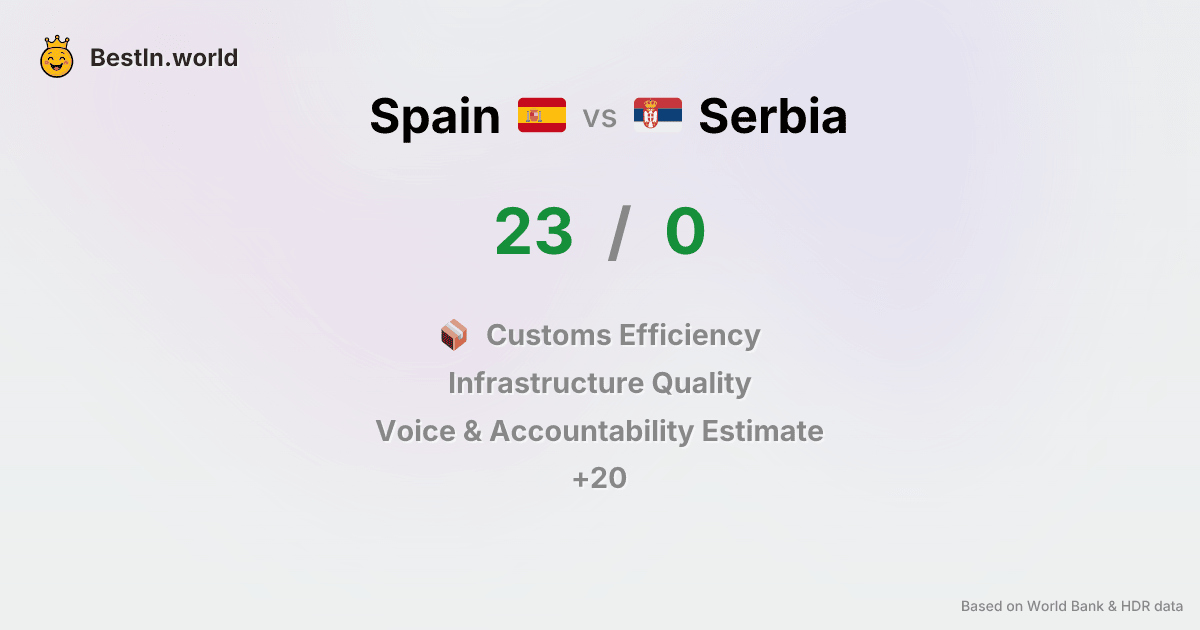 BestIn.world
Spain vs Serbia
23 / 0
Customs Efficiency
Infrastructure Quality
Voice & Accountability Estimate
+20
Based on World Bank & HDR data